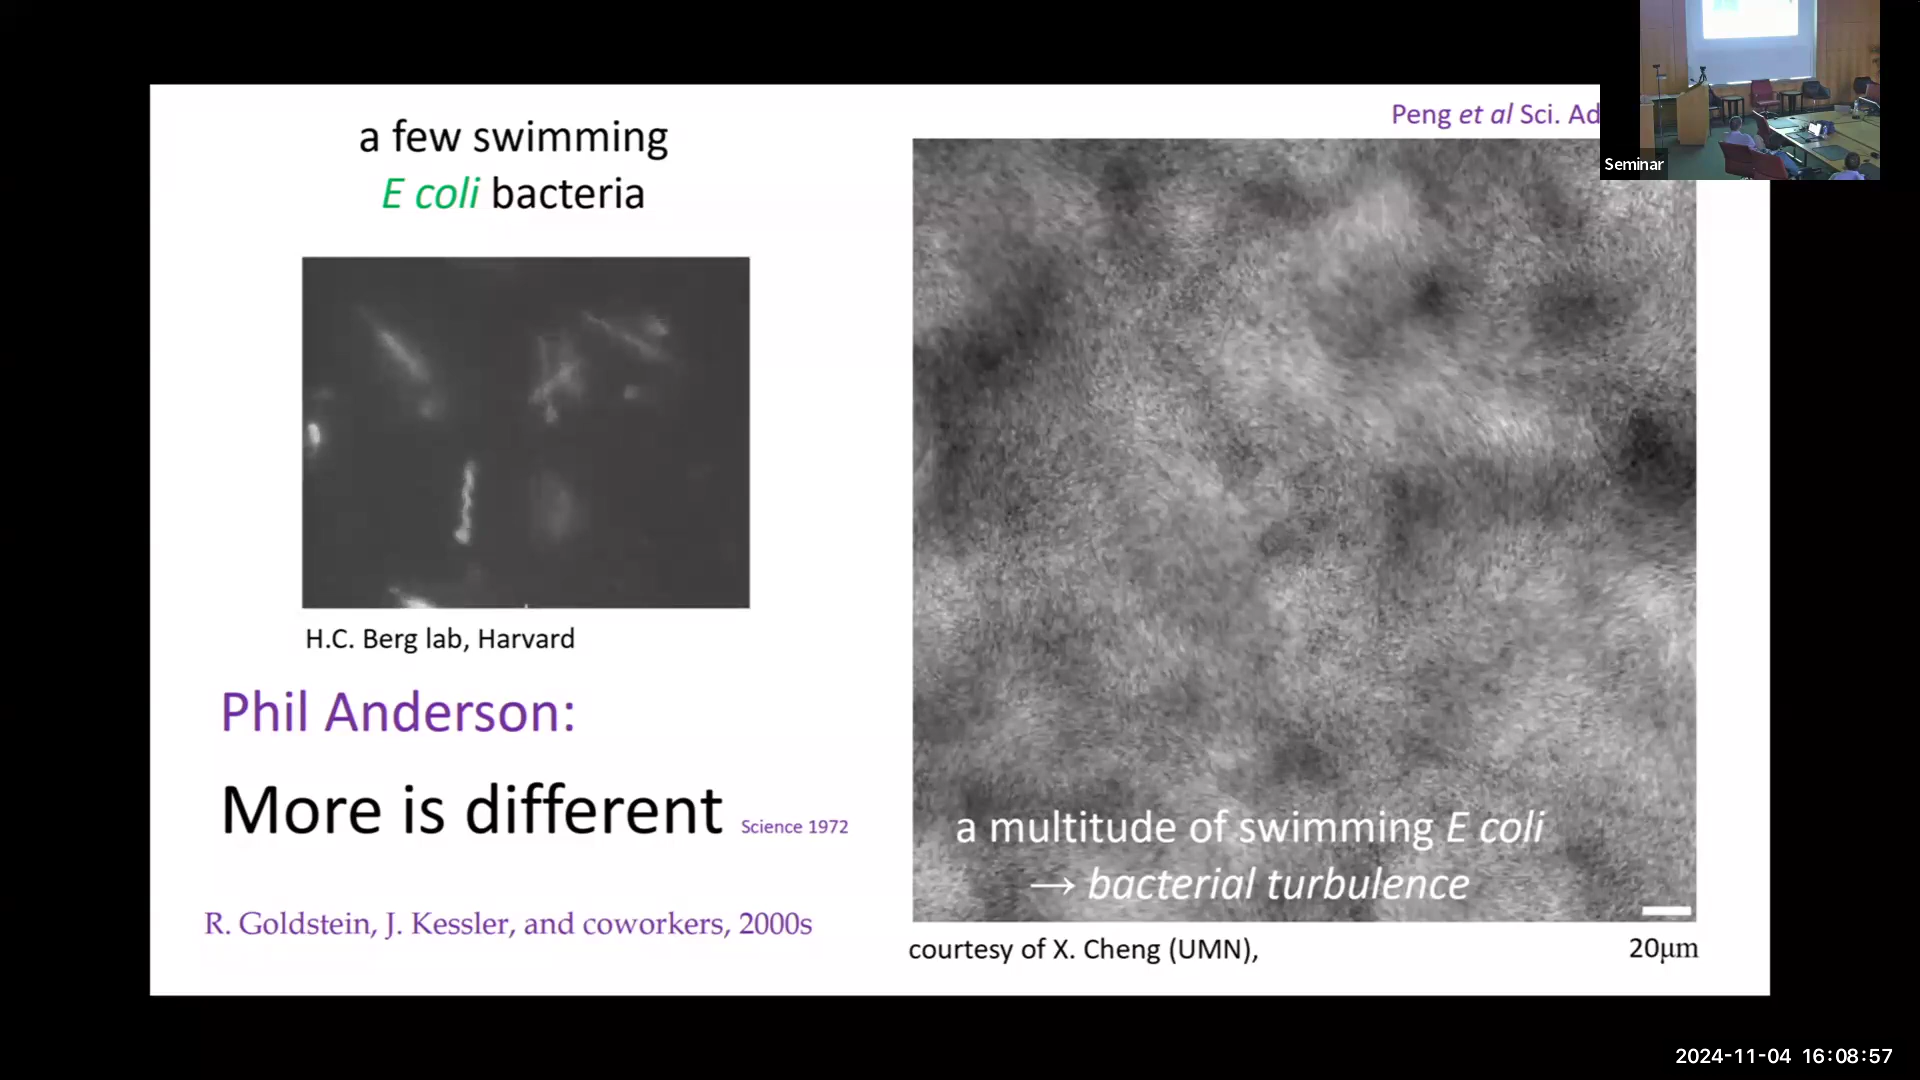 a few swimming
E coli bacteria
H.C. Berg lab, Harvard
Phil Anderson:
More is different Science 1972
R. Goldstein, J. Kessler, and coworkers, 2000s
Peng et al Sci. Ad
a multitude of swimming E coli
→ bacterial turbulence
courtesy of X. Cheng (UMN),
20μm
Seminar
2024-11-04 16:08:57